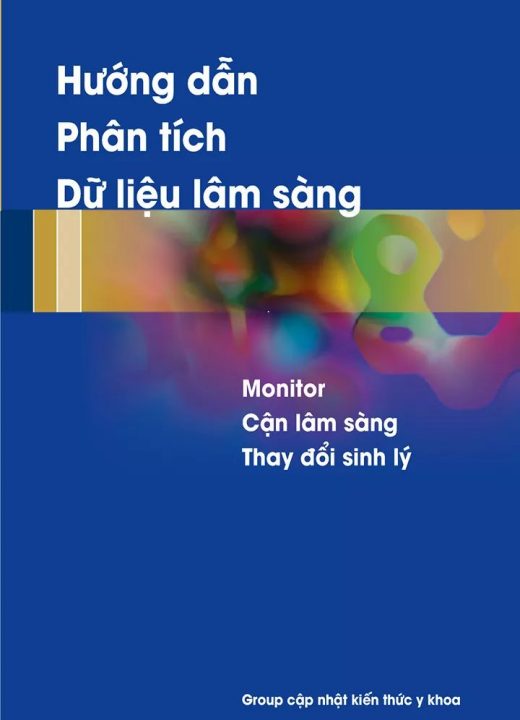 Hướng dẫn
Phân tích
Dữ liệu lâm sàng
Monitor
Cận lâm sàng
Thay đổi sinh lý
Group cập nhật kiến thức y khoa